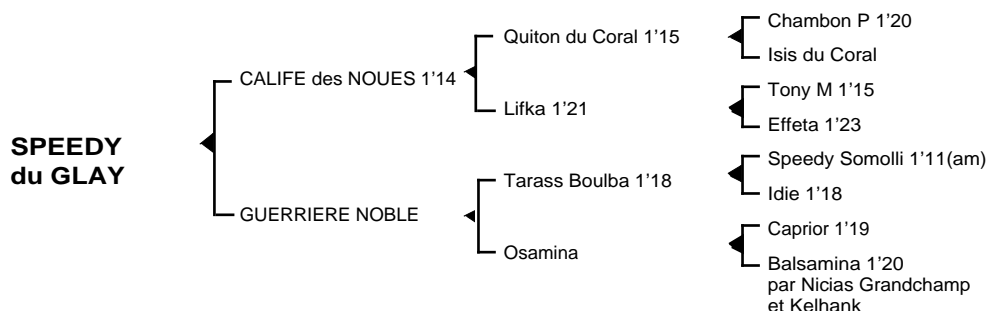 SPEEDY
du GLAY
CALIFE des NOUES 1'14
GUERRIERE NOBLE
Quiton du Coral 1'15
Lifka 1'21
Tarass Boulba 1'18
Osamina
Chambon P 1'20
Isis du Coral
Tony M 1'15
Effeta 1'23
Speedy Somolli 1'11(am)
Idie 1'18
Caprior 1'19
Balsamina 1'20
par Nicias Grandchamp
et Kelhank